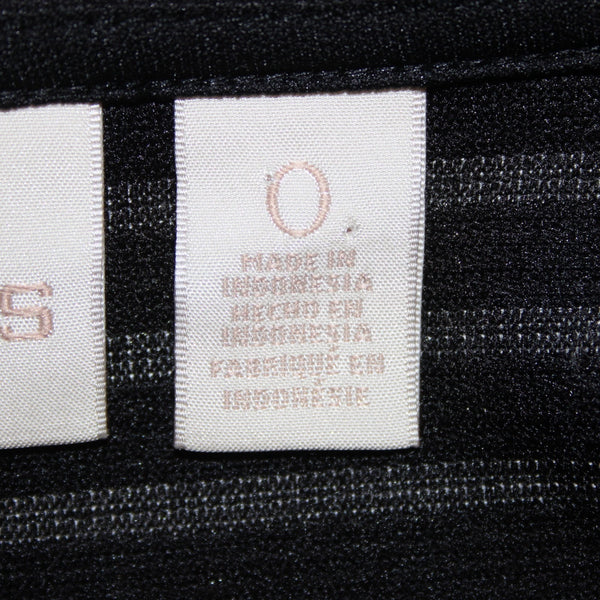 S
0
MADE IN
INDONESIA
HECHO EN
INDONESIA
FABRIQUÉ EN
INDONÉSIE